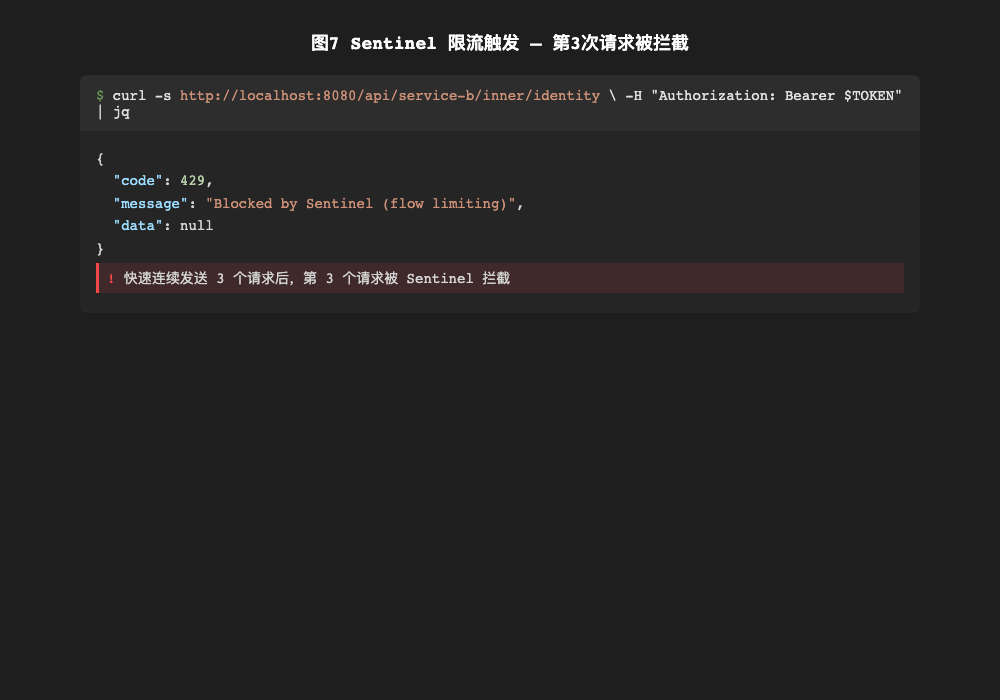 图7 Sentinel 限流触发 — 第3次请求被拦截
$ curl -s http://localhost:8080/api/service-b/inner/identity \ -H "Authorization: Bearer $TOKEN"
| jq
{
  "code": 429,
  "message": "Blocked by Sentinel (flow limiting)",
  "data": null
}
! 快速连续发送 3 个请求后，第 3 个请求被 Sentinel 拦截